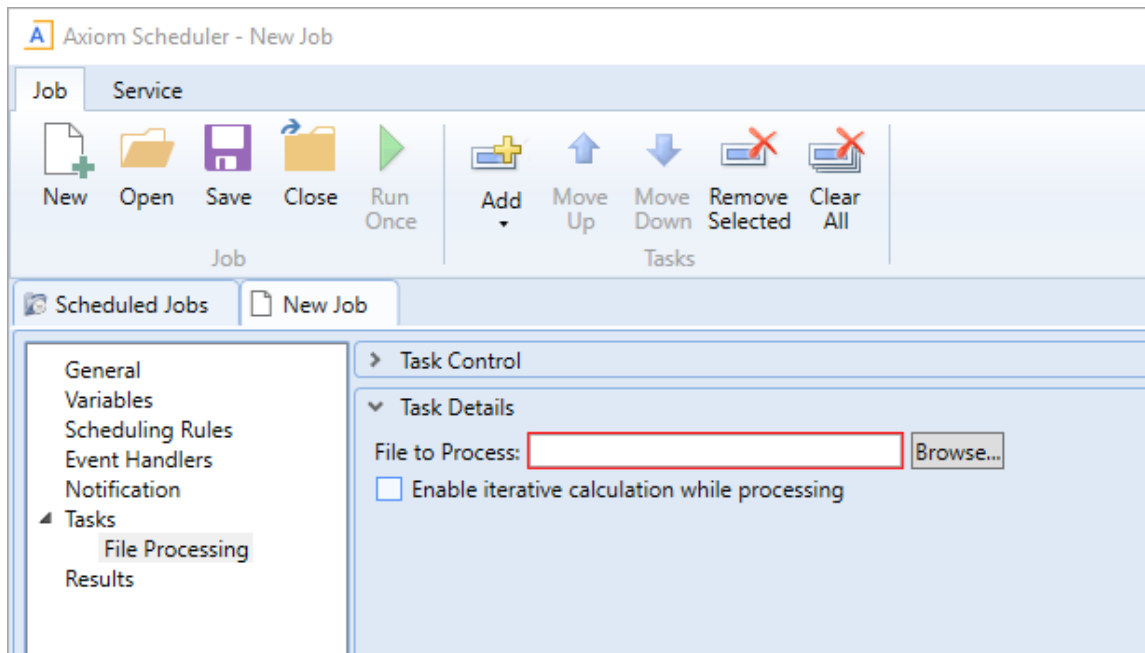 A Axiom Scheduler - New Job
Job Service
New Open Save Close Run Once Add Move Up Move Down Remove Selected Clear All
Job Tasks
Scheduled Jobs New Job
General
Variables
Scheduling Rules
Event Handlers
Notification
Tasks
File Processing
Results
Task Control
Task Details
File to Process: Browse...
Enable iterative calculation while processing